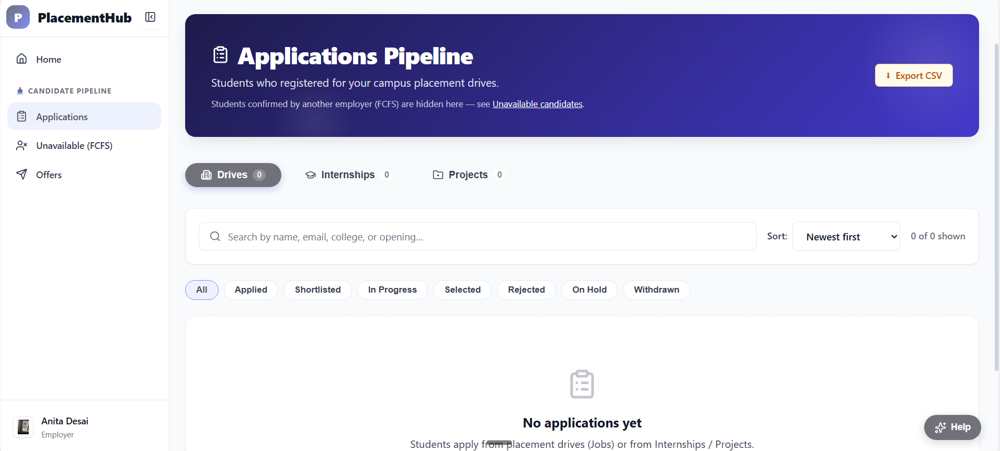 P PlacementHub
Home
CANDIDATE PIPELINE
Applications
Unavailable (FCFS)
Offers
Anita Desai
Employer
Applications Pipeline
Students who registered for your campus placement drives.
Students confirmed by another employer (FCFS) are hidden here — see Unavailable candidates.
Export CSV
Drives 0 Internships 0 Projects 0
Search by name, email, college, or opening...
Sort: Newest first 0 of 0 shown
All Applied Shortlisted In Progress Selected Rejected On Hold Withdrawn
No applications yet
Students apply from placement drives (Jobs) or from Internships / Projects.
Help